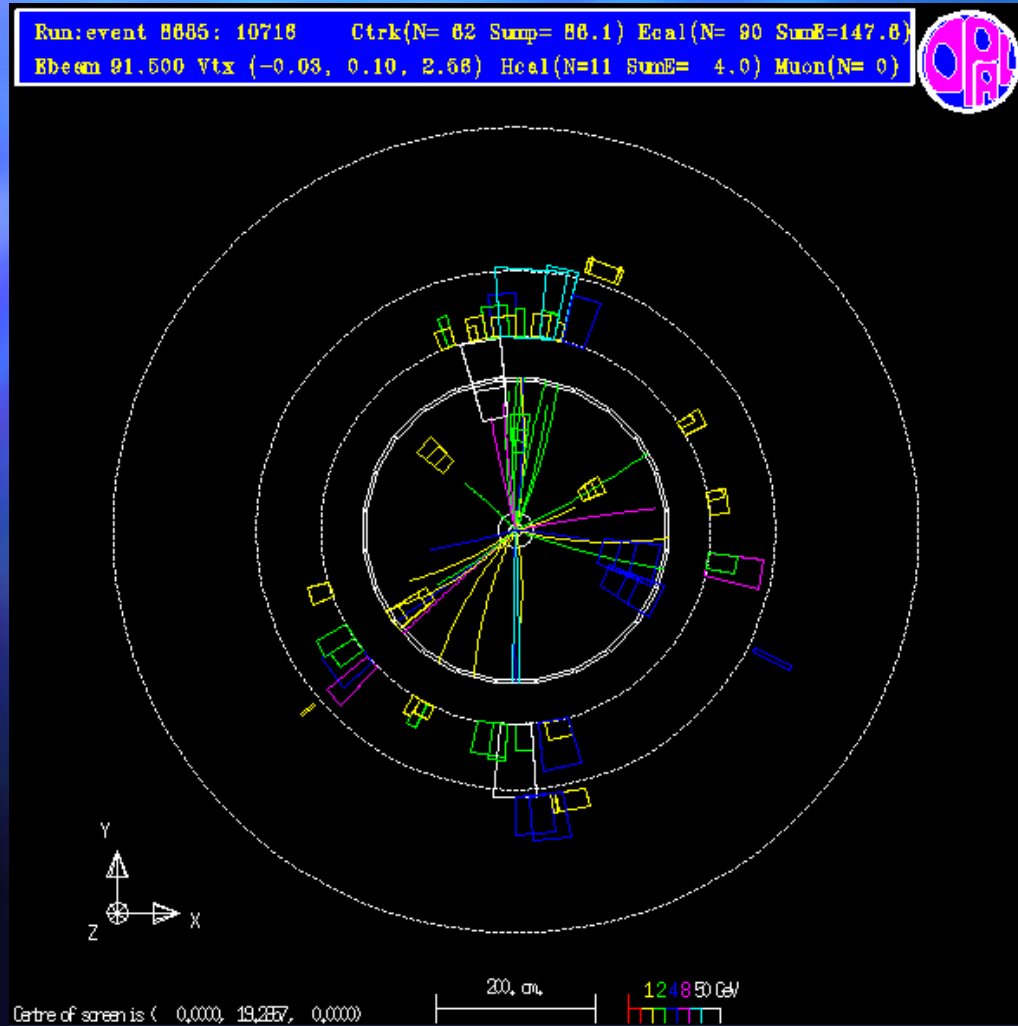 Run:event 8685: 10716 Ctrk(N= 62 Sump= 86.1) Ecal(N= 90 SumE=147.6)
Ebeam 91.500 Vtx (-0.03, 0.10, 2.56) Hcal(N=11 SumE= 4.0) Muon(N= 0)
OPAL
Y
X
Z
200. cm.
1 2 4 8 50 GeV
Centre of screen is ( 0.0000, 19.2857, 0.0000)